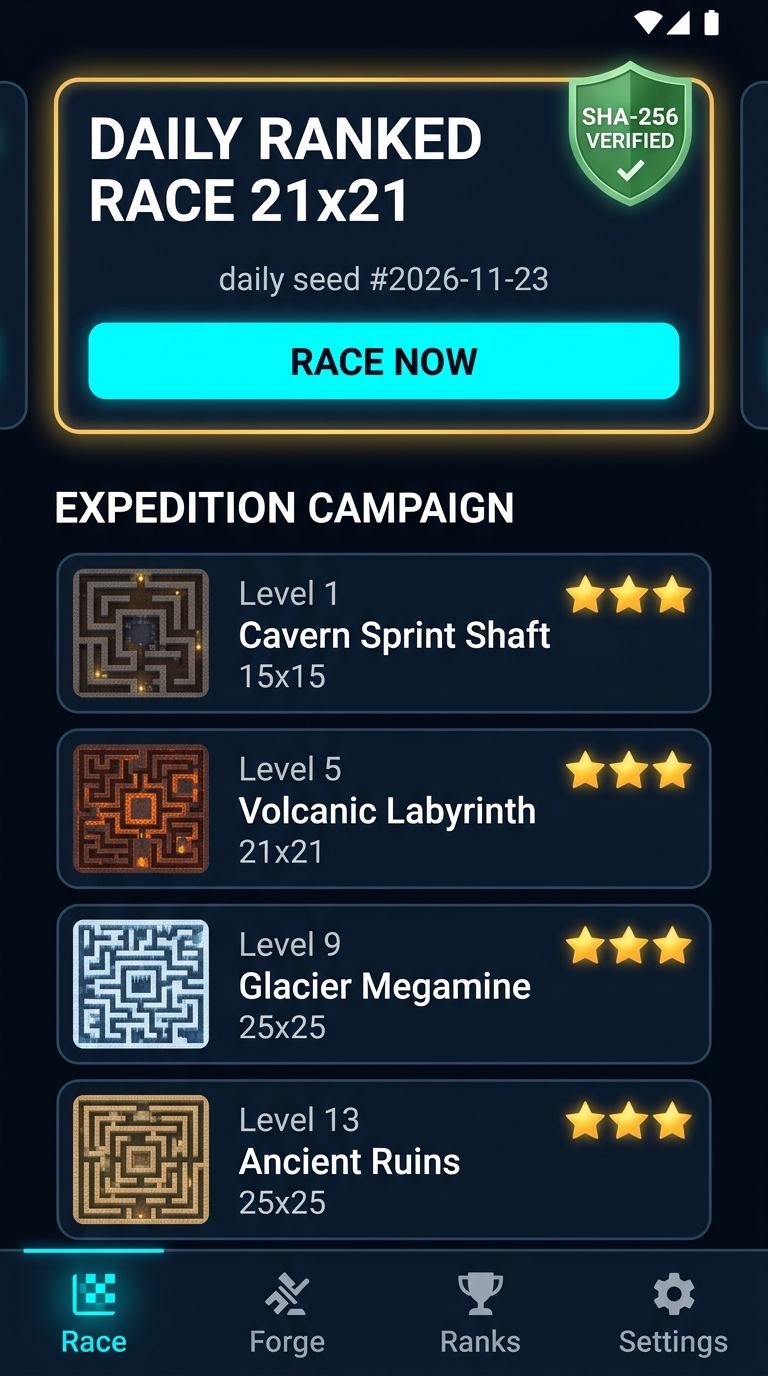 DAILY RANKED
RACE 21x21
SHA-256
VERIFIED
daily seed #2026-11-23
RACE NOW
EXPEDITION CAMPAIGN
Level 1
Cavern Sprint Shaft
15x15
Level 5
Volcanic Labyrinth
21x21
Level 9
Glacier Megamine
25x25
Level 13
Ancient Ruins
25x25
Race
Forge
Ranks
Settings